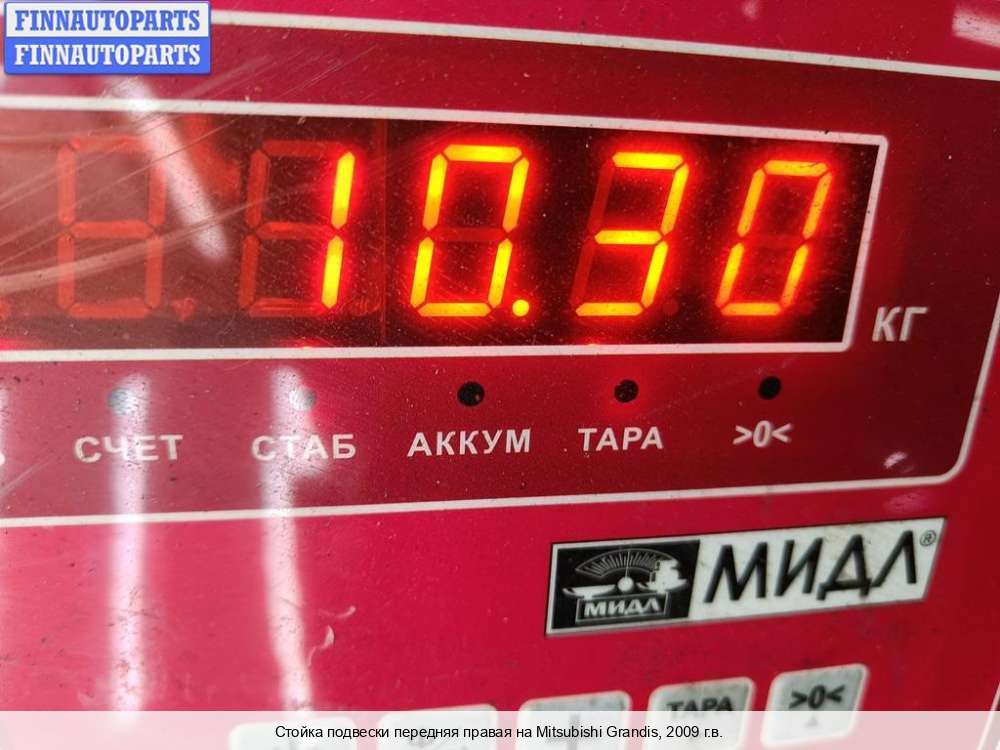 FINNAUTOPARTS
FINNAUTOPARTS
10.30
КГ
СЧЕТ СТАБ АККУМ ТАРА >0<
МИДЛ МИДЛ®
ТАРА >0<
Стойка подвески передняя правая на Mitsubishi Grandis, 2009 г.в.